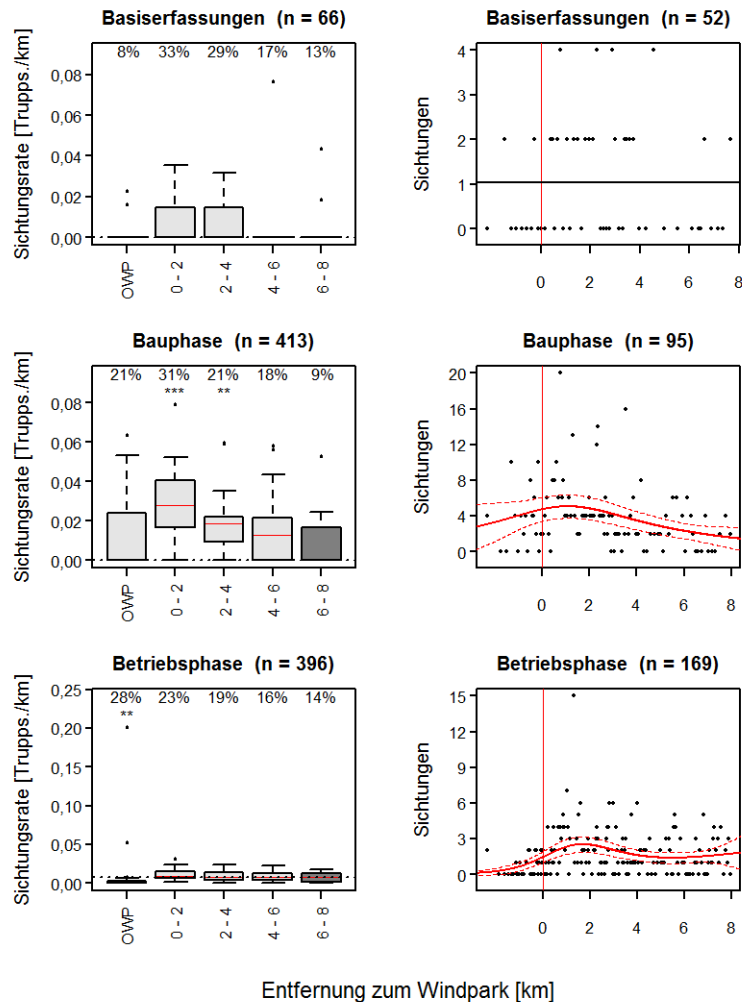 Basiserfassungen (n = 66)
8% 33% 29% 17% 13%
0,08
0,06
0,04
0,02
0,00
Sichtungsrate [Trupps./km]
OWP 0 - 2 2 - 4 4 - 6 6 - 8
Basiserfassungen (n = 52)
4
3
2
1
0
Sichtungen
0 2 4 6 8
Bauphase (n = 413)
21% 31% 21% 18% 9%
*** **
0,08
0,06
0,04
0,02
0,00
Sichtungsrate [Trupps./km]
OWP 0 - 2 2 - 4 4 - 6 6 - 8
Bauphase (n = 95)
20
16
12
8
4
0
Sichtungen
0 2 4 6 8
Betriebsphase (n = 396)
28% 23% 19% 16% 14%
**
0,25
0,20
0,15
0,10
0,05
0,00
Sichtungsrate [Trupps./km]
OWP 0 - 2 2 - 4 4 - 6 6 - 8
Betriebsphase (n = 169)
15
12
9
6
3
0
Sichtungen
0 2 4 6 8
Entfernung zum Windpark [km]